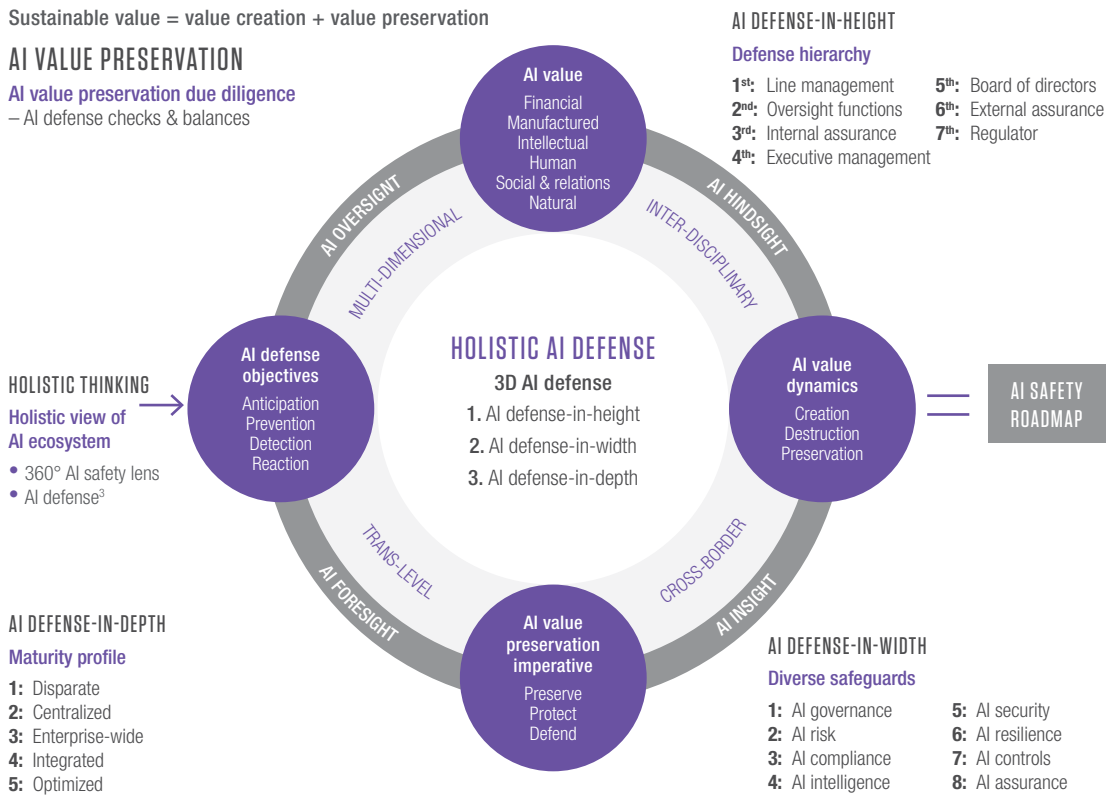 Sustainable value = value creation + value preservation
AI VALUE PRESERVATION
AI value preservation due diligence
– AI defense checks & balances
AI DEFENSE-IN-HEIGHT
Defense hierarchy
1st: Line management
2nd: Oversight functions
3rd: Internal assurance
4th: Executive management
5th: Board of directors
6th: External assurance
7th: Regulator
AI value
Financial
Manufactured
Intellectual
Human
Social & relations
Natural
AI OVERSIGNT
AI HINDSIGHT
MULTI-DIMENSIONAL
INTER-DISCIPLINARY
HOLISTIC THINKING
Holistic view of
AI ecosystem
• 360° AI safety lens
• AI defense3
AI defense
objectives
Anticipation
Prevention
Detection
Reaction
HOLISTIC AI DEFENSE
3D AI defense
1. AI defense-in-height
2. AI defense-in-width
3. AI defense-in-depth
AI value
dynamics
Creation
Destruction
Preservation
AI SAFETY
ROADMAP
TRANS-LEVEL
CROSS-BORDER
AI FORESIGHT
AI INSIGHT
AI value
preservation
imperative
Preserve
Protect
Defend
AI DEFENSE-IN-DEPTH
Maturity profile
1: Disparate
2: Centralized
3: Enterprise-wide
4: Integrated
5: Optimized
AI DEFENSE-IN-WIDTH
Diverse safeguards
1: AI governance
2: AI risk
3: AI compliance
4: AI intelligence
5: AI security
6: AI resilience
7: AI controls
8: AI assurance